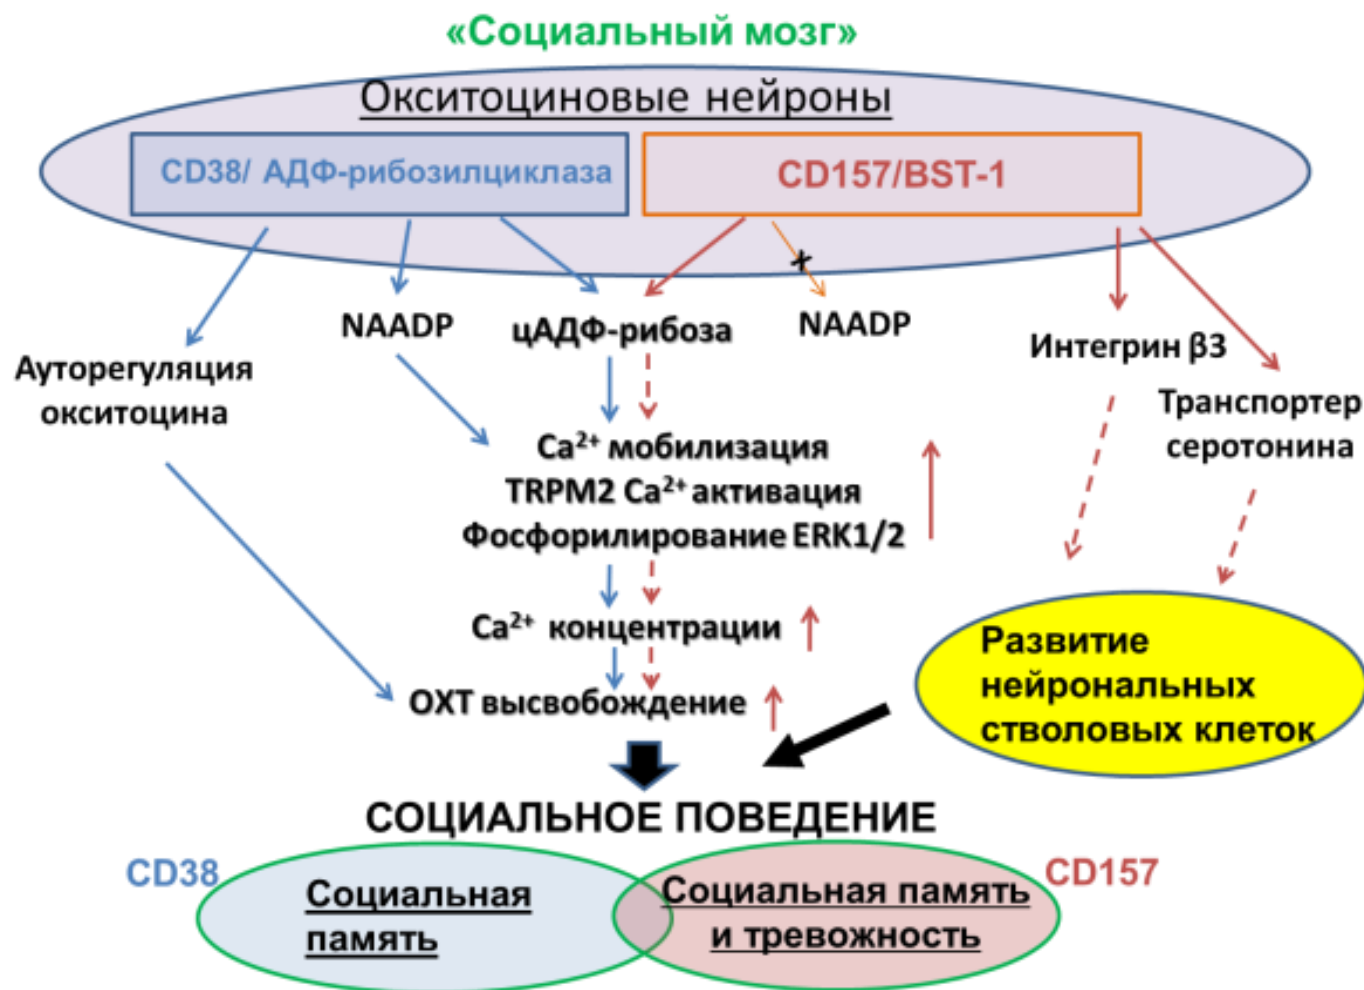 «Социальный мозг»
Окситоциновые нейроны
CD38/ АДФ-рибозилциклаза
CD157/BST-1
NAADP
цАДФ-рибоза
NAADP
Интегрин β3
Ауторегуляция
окситоцина
Транспортер
серотонина
Ca²⁺ мобилизация
TRPM2 Ca²⁺ активация
Фосфорилирование ERK1/2
Ca²⁺ концентрации
ОХТ высвобождение
Развитие
нейрональных
стволовых клеток
СОЦИАЛЬНОЕ ПОВЕДЕНИЕ
CD38
Социальная
память
Социальная память
и тревожность
CD157